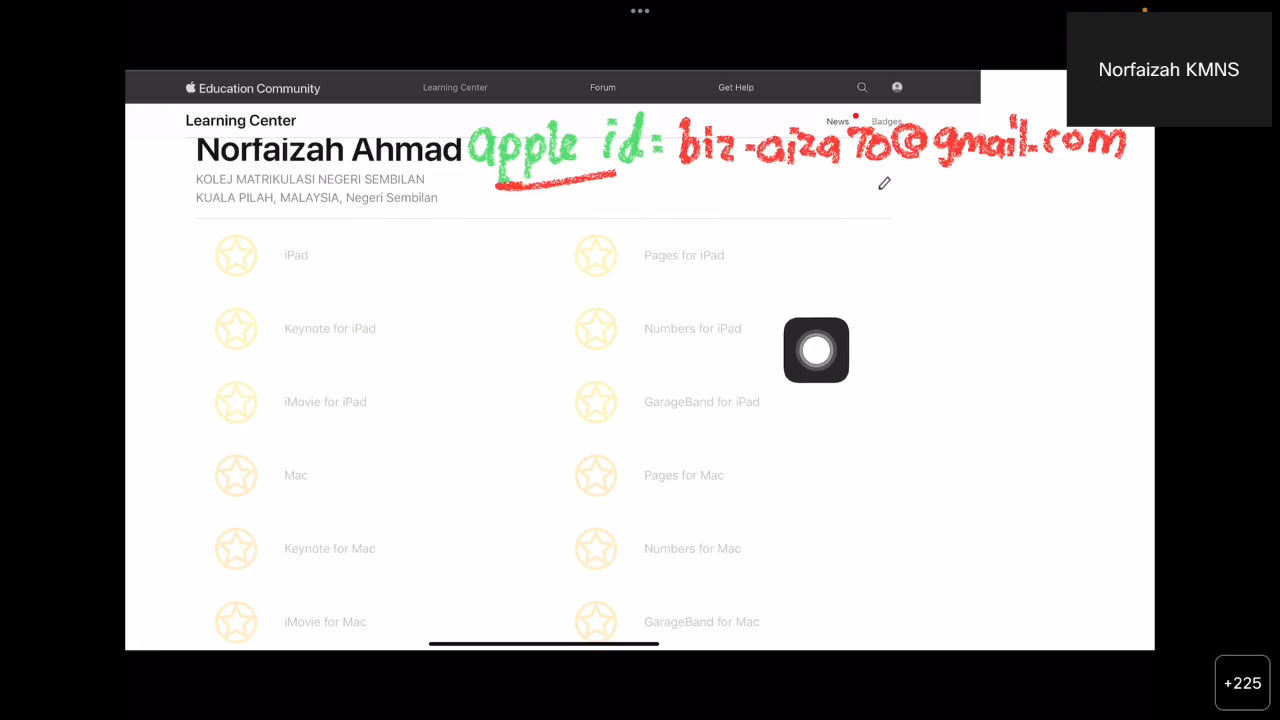 Norfaizah KMNS
Education Community
Learning Center
Forum
Get Help
Learning Center
News
Badges
Norfaizah Ahmad
apple id: biz-aiza70@gmail.com
KOLEJ MATRIKULASI NEGERI SEMBILAN
KUALA PILAH, MALAYSIA, Negeri Sembilan
iPad
Pages for iPad
Keynote for iPad
Numbers for iPad
iMovie for iPad
GarageBand for iPad
Mac
Pages for Mac
Keynote for Mac
Numbers for Mac
iMovie for Mac
GarageBand for Mac
+225